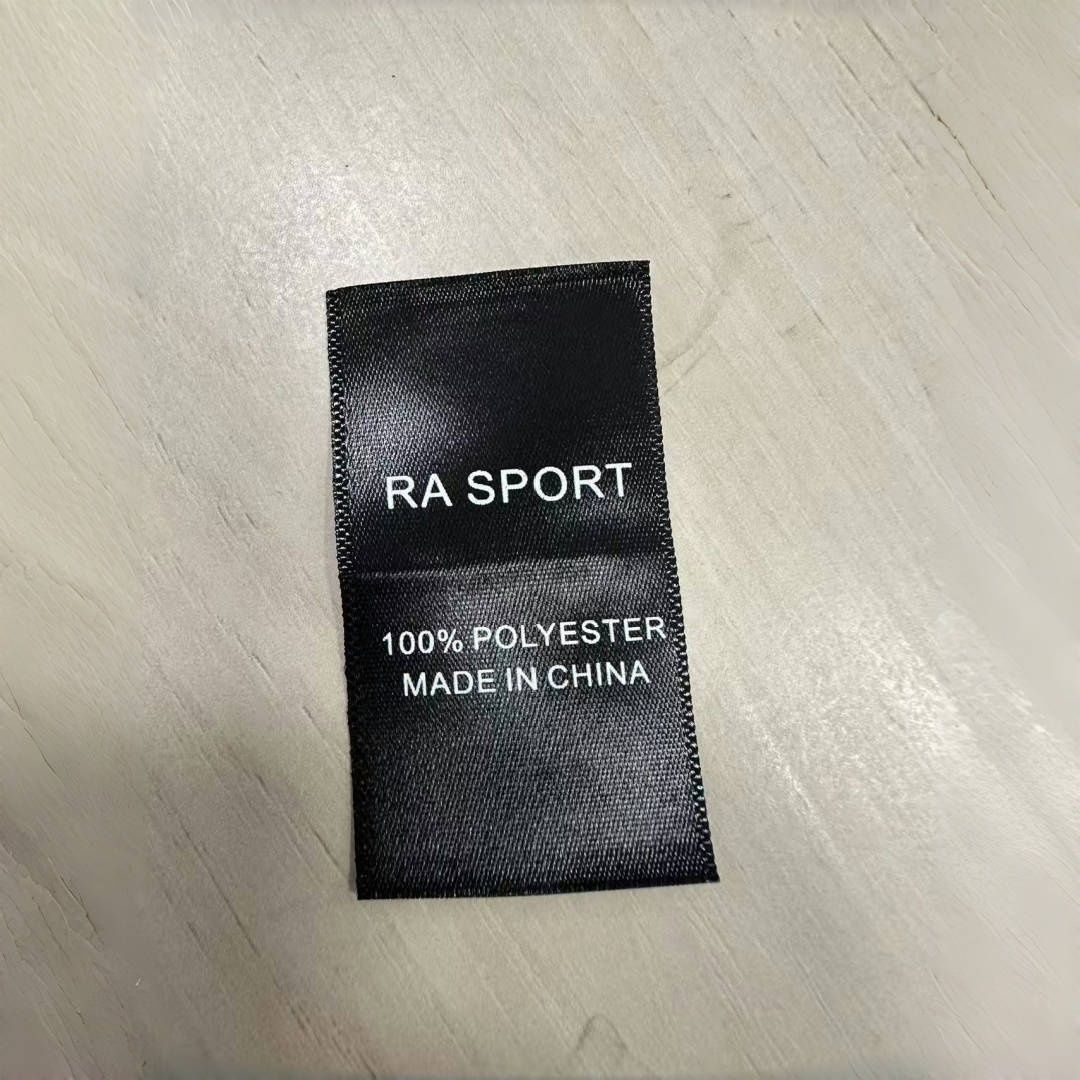 RA SPORT
100% POLYESTER
MADE IN CHINA